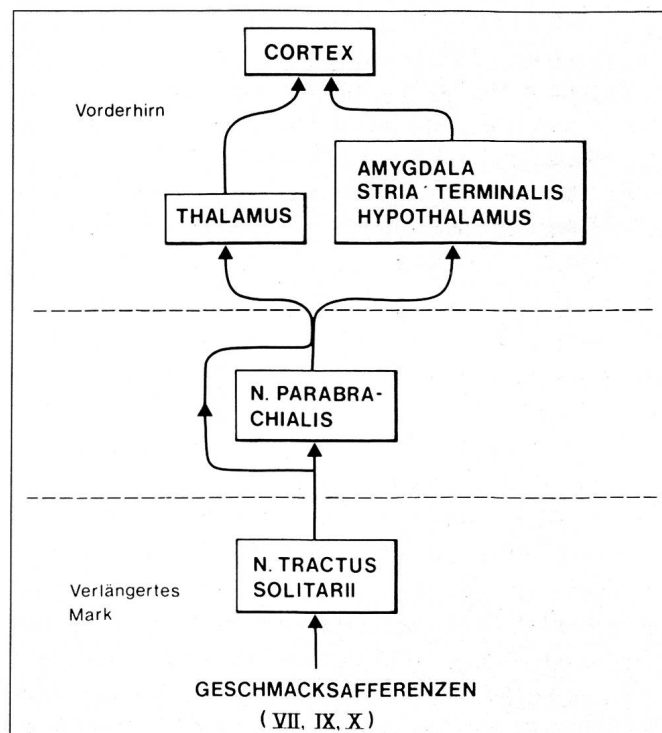 CORTEX
Vorderhirn
AMYGDALA
STRIA TERMINALIS
HYPOTHALAMUS
THALAMUS
N. PARABRA-
CHIALIS
N. TRACTUS
SOLITARII
Verlängertes
Mark
GESCHMACKSAFFERENZEN
(VII, IX, X)